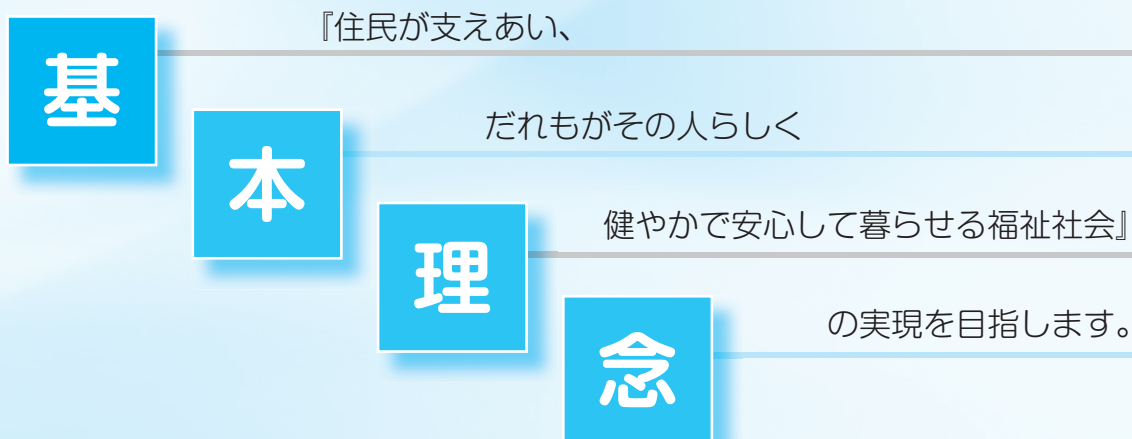 基本理念
『住民が支えあい、
だれもがその人らしく
健やかで安心して暮らせる福祉社会』
の実現を目指します。